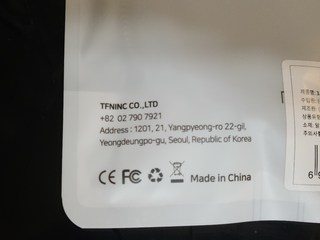 TFNINC CO.,LTD
+82 02 790 7921
Address : 1201, 21, Yangpyeong-ro 22-gil,
Yeongdeungpo-gu, Seoul, Republic of Korea
CE FC Made in China
6